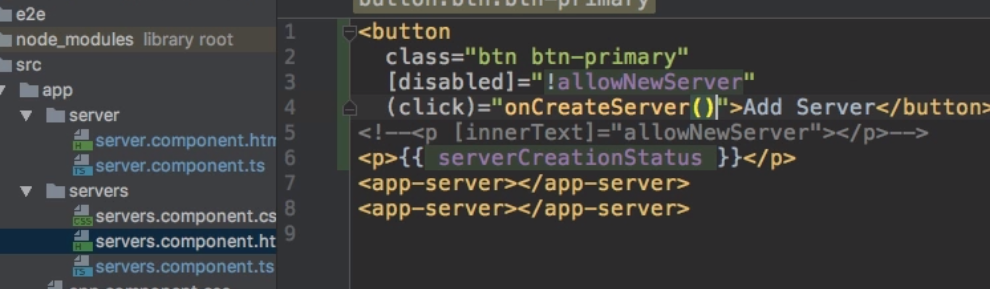 button.btn.btn-primary
e2e
node_modules library root
src
app
server
server.component.htm
server.component.ts
servers
servers.component.cs
servers.component.ht
servers.component.ts
app.component.css
1 <button
2 class="btn btn-primary"
3 [disabled]="!allowNewServer"
4 (click)="onCreateServer()">Add Server</button>
5 <!--<p [innerText]="allowNewServer"></p>-->
6 <p>{{ serverCreationStatus }}</p>
7 <app-server></app-server>
8 <app-server></app-server>
9